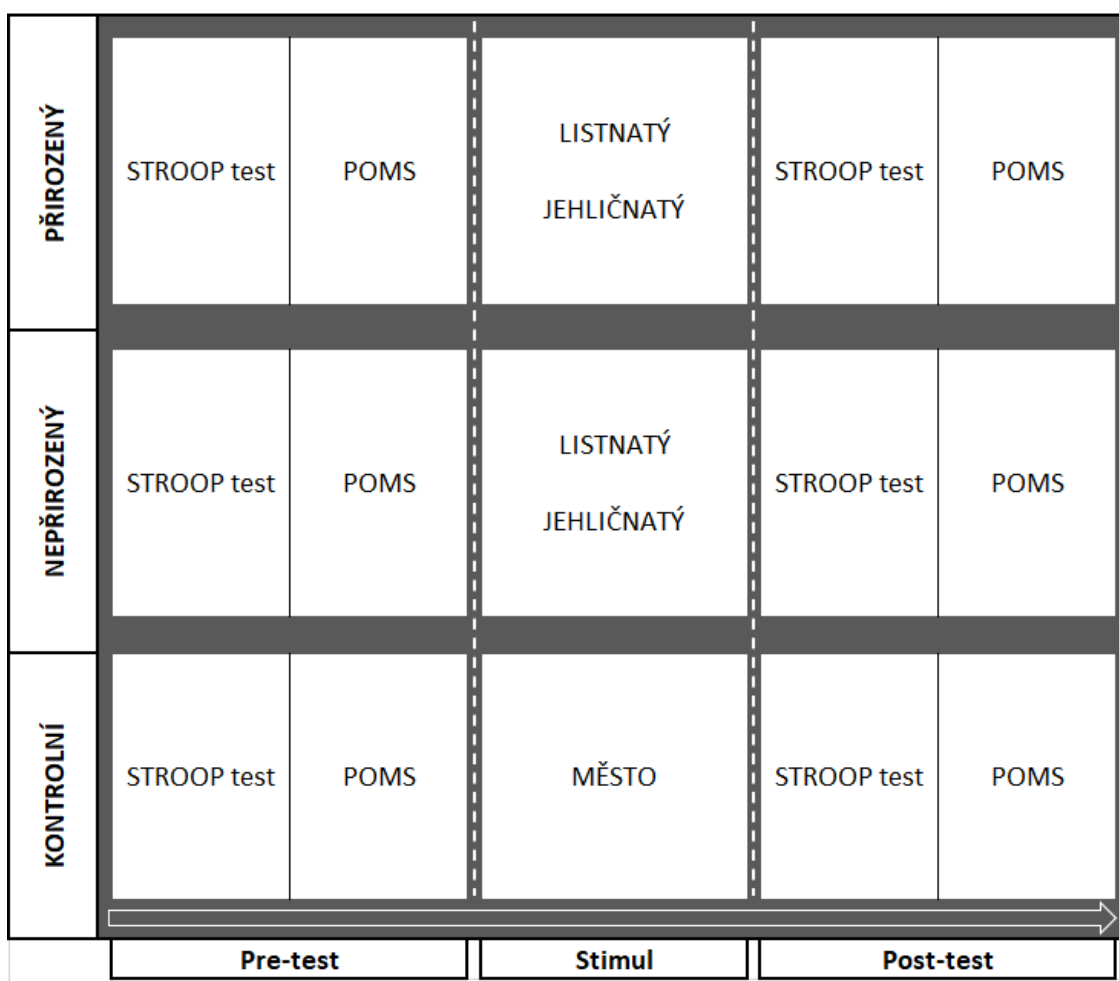 PŘIROZENÝ
STROOP test
POMS
LISTNATÝ
JEHLIČNATÝ
STROOP test
POMS
NEPŘIROZENÝ
STROOP test
POMS
LISTNATÝ
JEHLIČNATÝ
STROOP test
POMS
KONTROLNÍ
STROOP test
POMS
MĚSTO
STROOP test
POMS
Pre-test
Stimul
Post-test